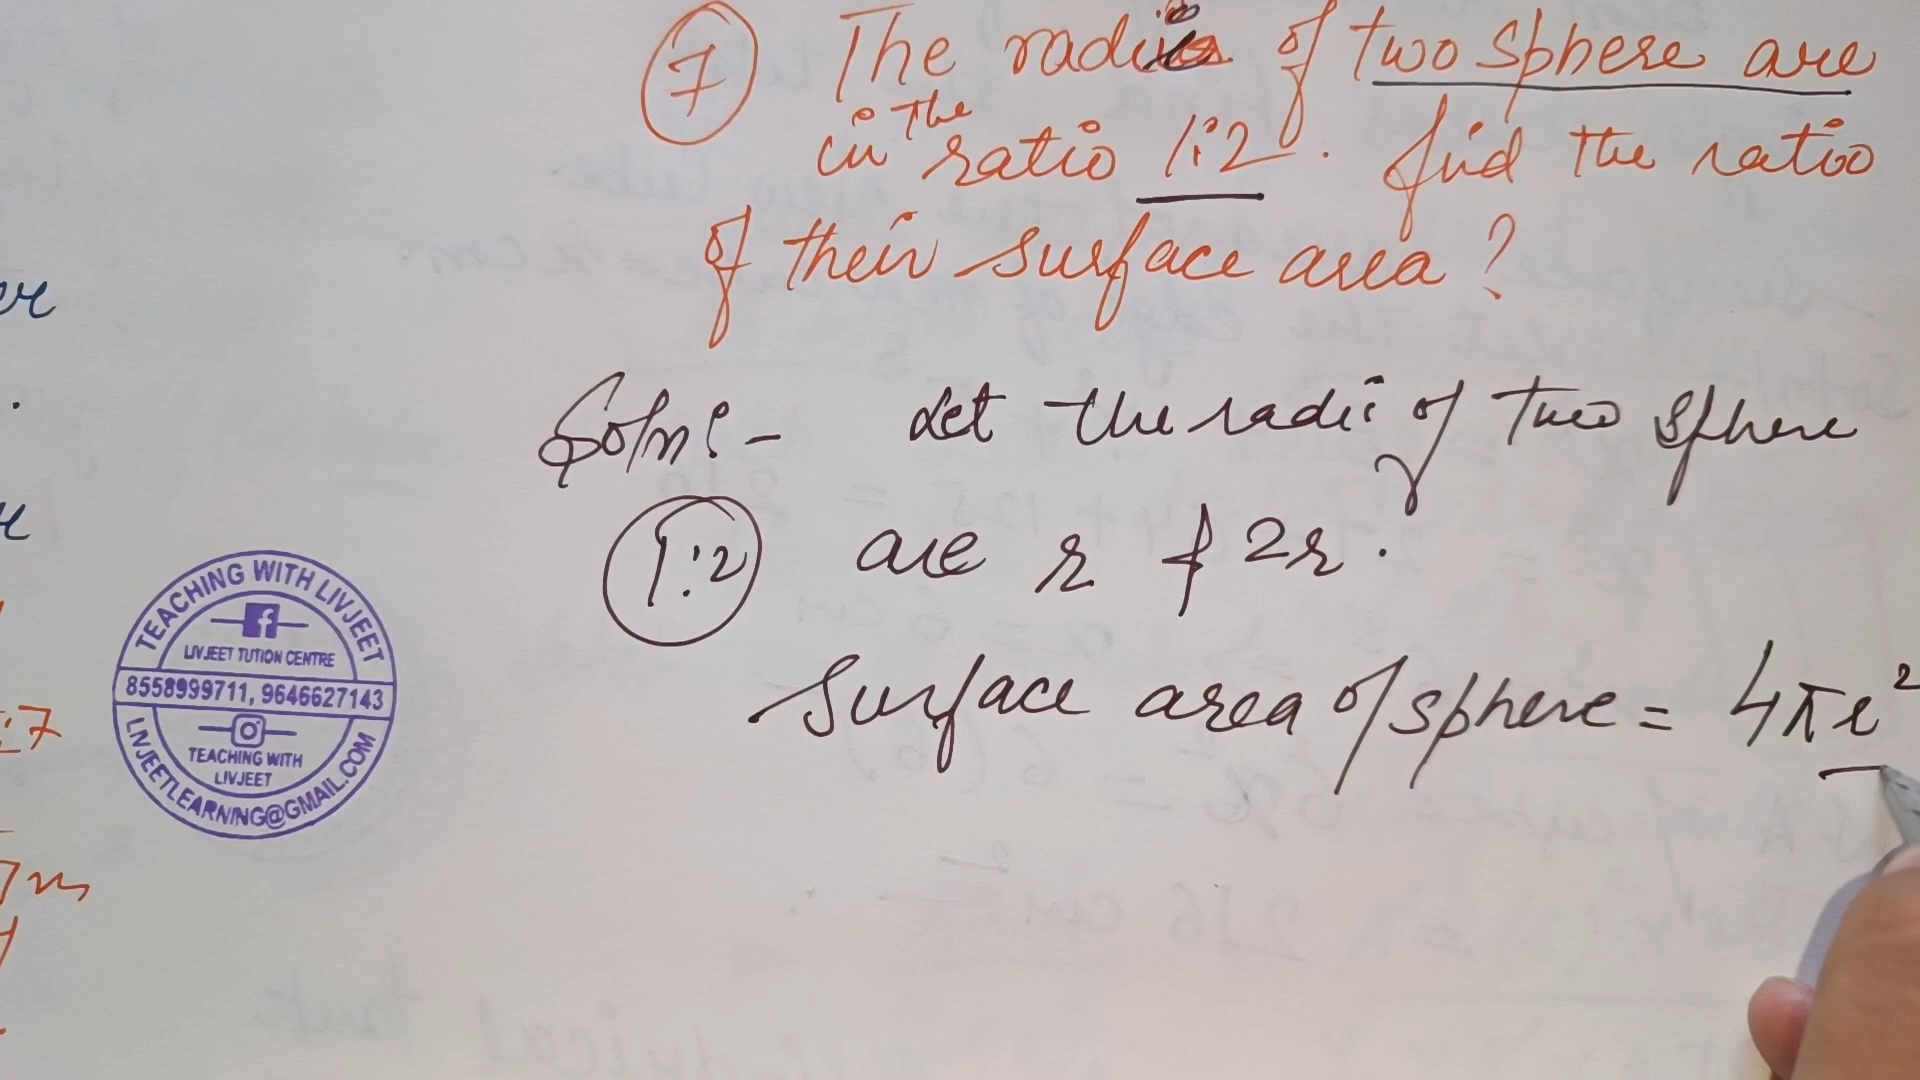 7 The radii of two sphere are
in the ratio 1:2. find the ratio
of their surface area?
Soln:- Let the radii of two sphere
1:2 are r & 2r.
Surface area of sphere = 4πr²
TEACHING WITH LIVJEET
LIVJEET TUTION CENTRE
8558999711, 9646627143
TEACHING WITH
LIVJEET
LIVJEETLEARNING@GMAIL.COM
:7
7m